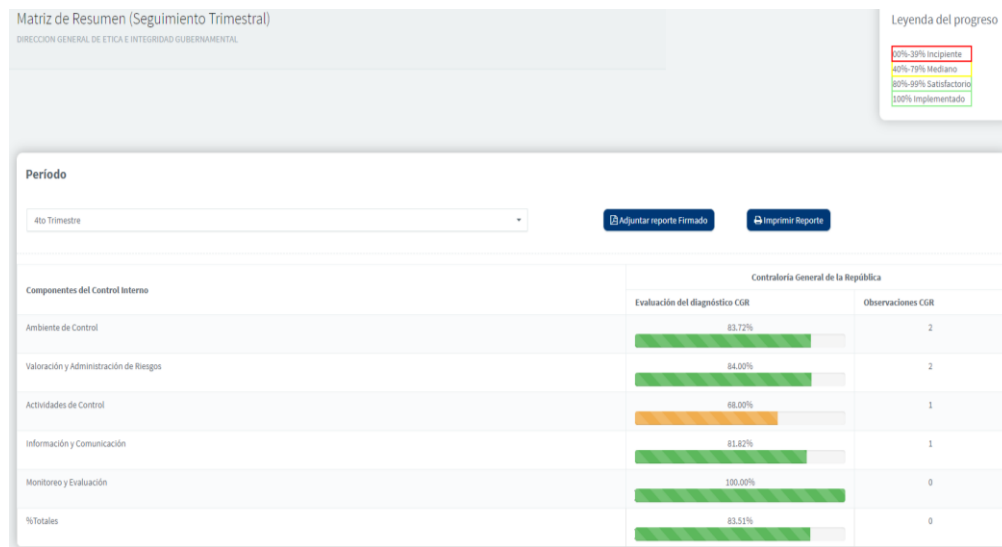 Matriz de Resumen (Seguimiento Trimestral)
DIRECCION GENERAL DE ETICA E INTEGRIDAD GUBERNAMENTAL
Leyenda del progreso
00%-39% Incipiente
40%-79% Mediano
80%-99% Satisfactorio
100% Implementado
Período
4to Trimestre
Adjuntar reporte Firmado
Imprimir Reporte
Componentes del Control Interno
Contraloría General de la República
Evaluación del diagnóstico CGR
Observaciones CGR
Ambiente de Control 83.72% 2
Valoración y Administración de Riesgos 84.00% 2
Actividades de Control 68.00% 1
Información y Comunicación 81.82% 1
Monitoreo y Evaluación 100.00% 0
%Totales 83.51% 0